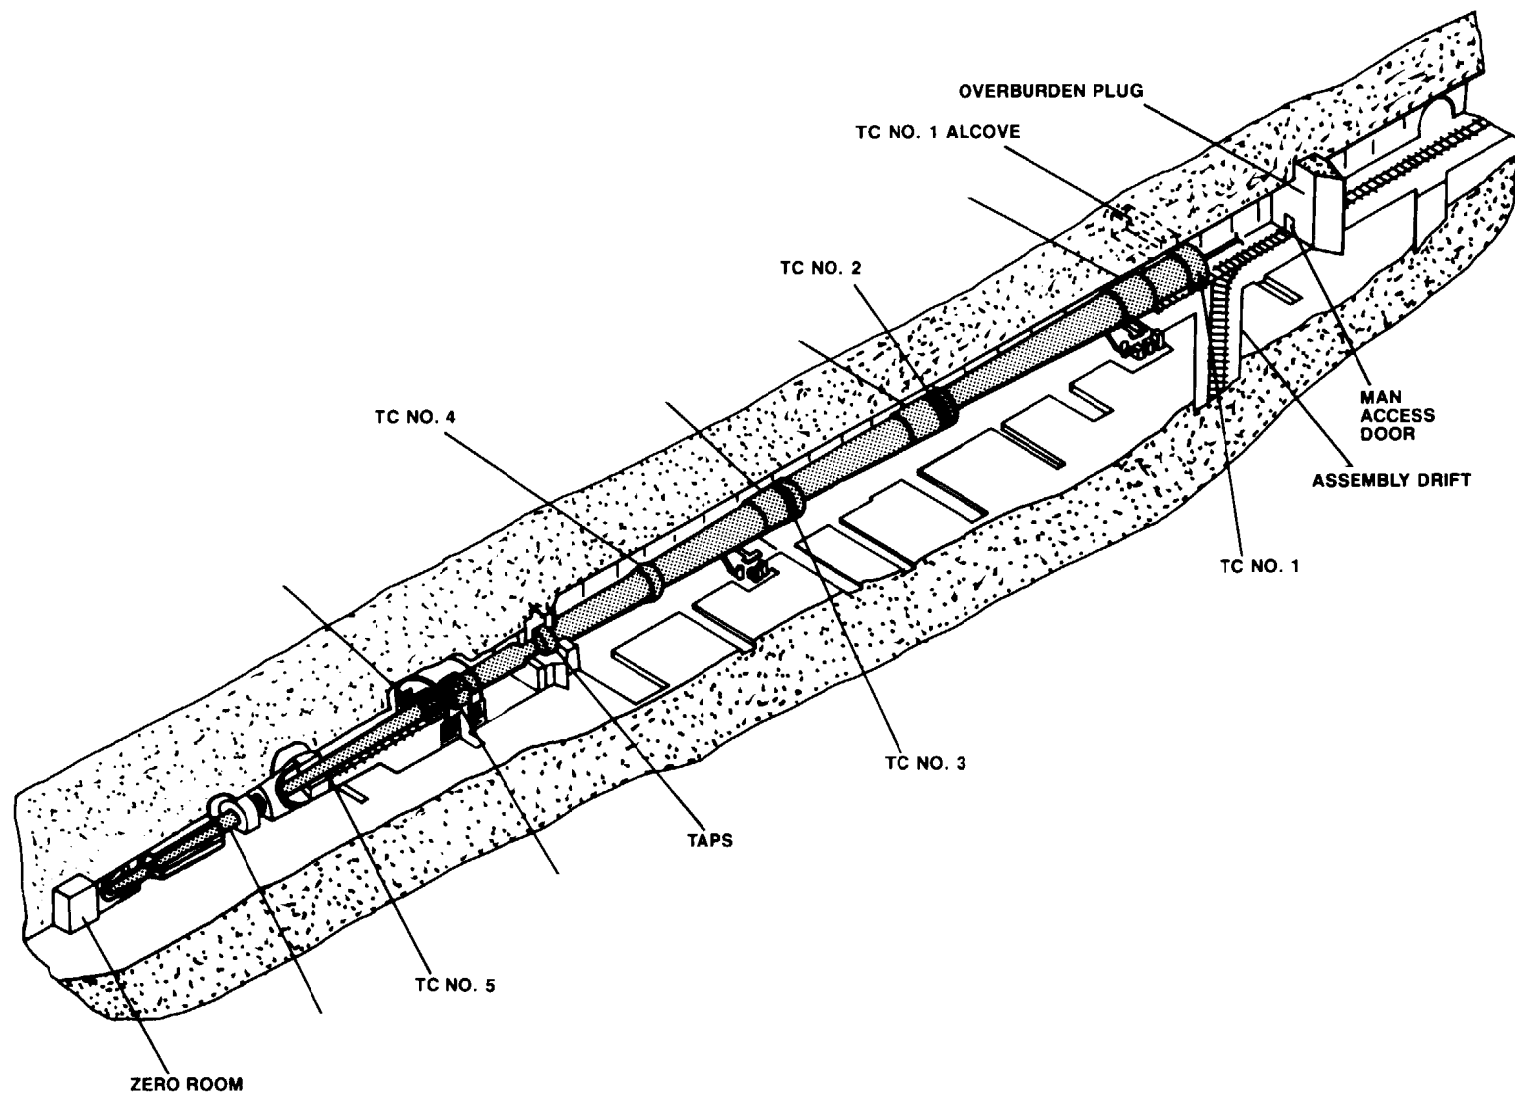 OVERBURDEN PLUG
TC NO. 1 ALCOVE
TC NO. 2
TC NO. 4
MAN
ACCESS
DOOR
ASSEMBLY DRIFT
TC NO. 1
TC NO. 3
TAPS
TC NO. 5
ZERO ROOM